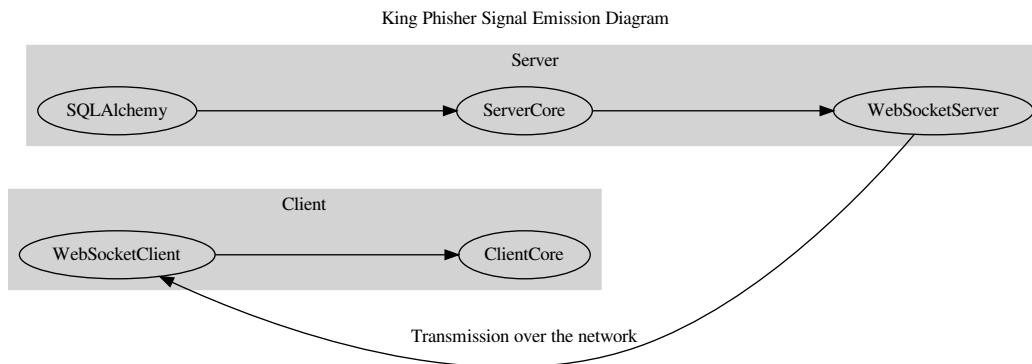 King Phisher Signal Emission Diagram
Server
SQLAlchemy
ServerCore
WebSocketServer
Client
WebSocketClient
ClientCore
Transmission over the network